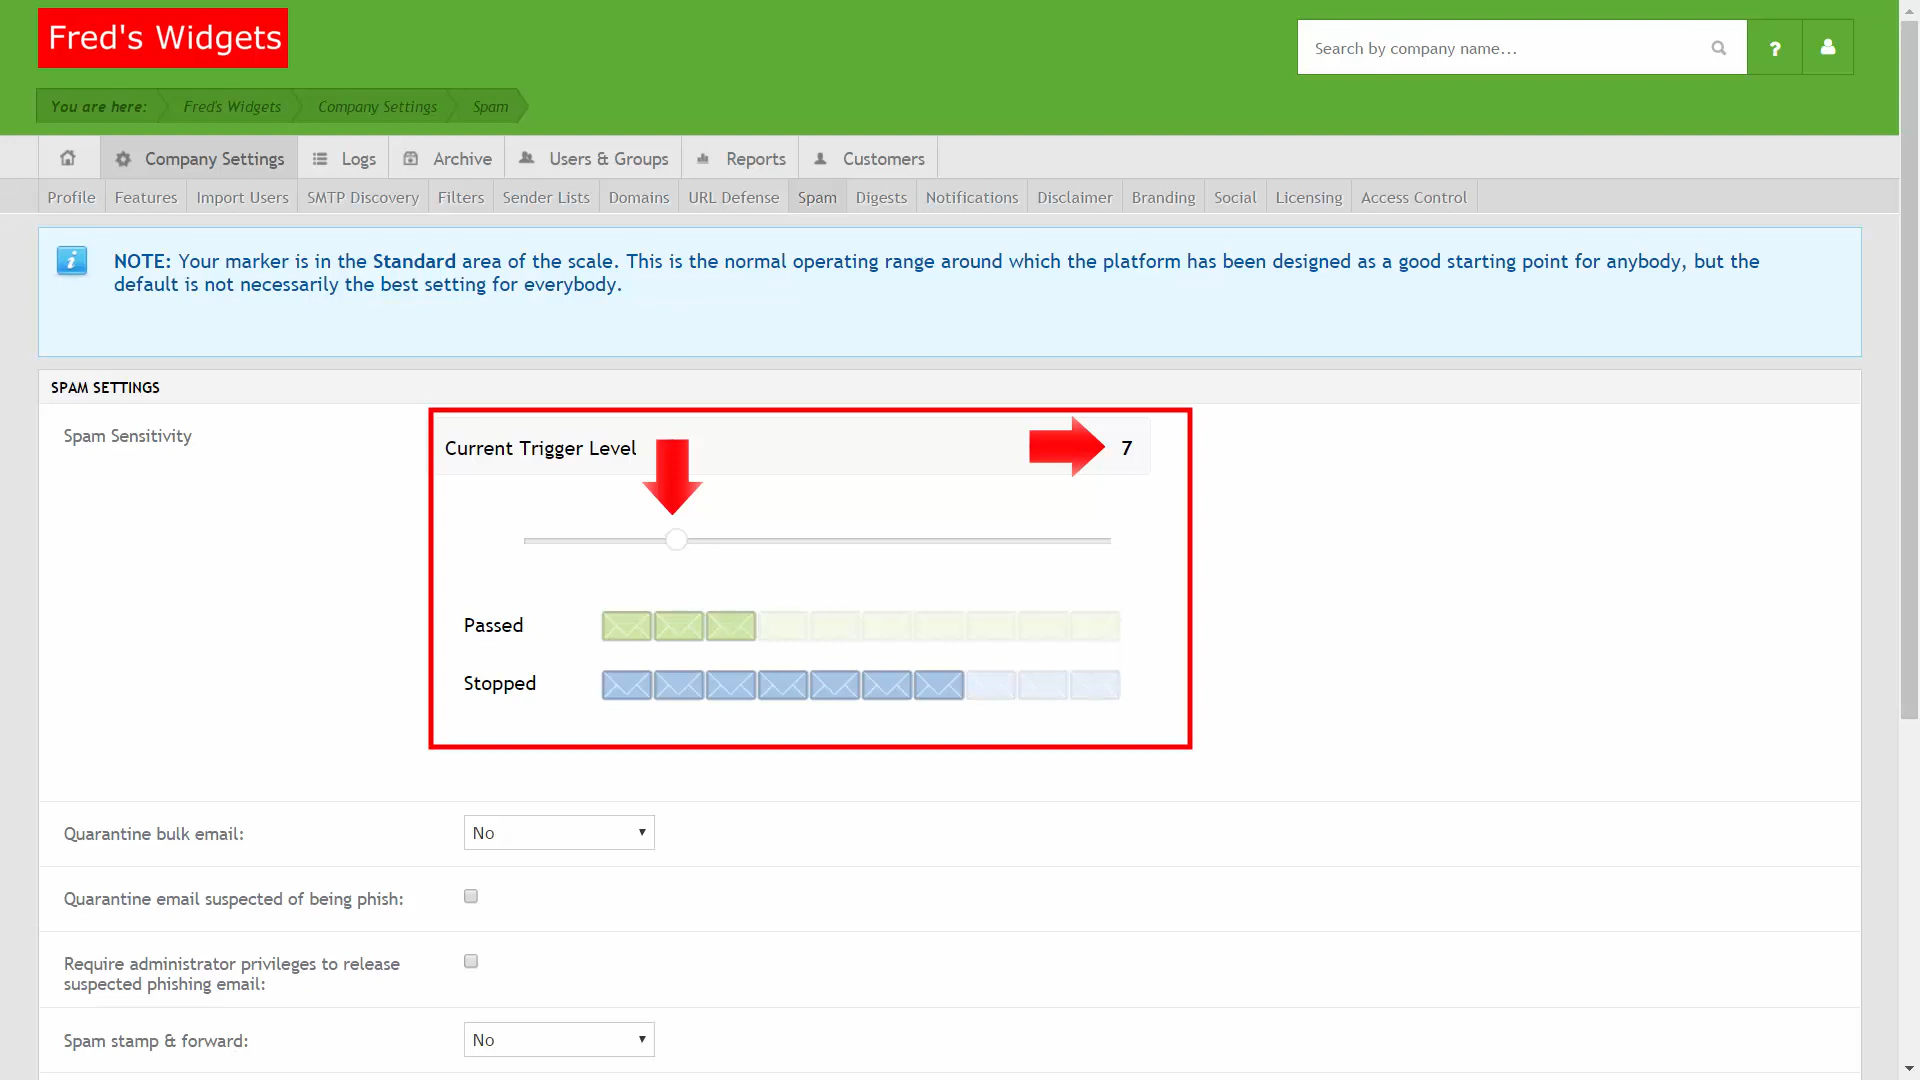 Fred's Widgets
Search by company name...
?
You are here: Fred's Widgets Company Settings Spam
Company Settings Logs Archive Users & Groups Reports Customers
Profile Features Import Users SMTP Discovery Filters Sender Lists Domains URL Defense Spam Digests Notifications Disclaimer Branding Social Licensing Access Control
i
NOTE: Your marker is in the Standard area of the scale. This is the normal operating range around which the platform has been designed as a good starting point for anybody, but the
default is not necessarily the best setting for everybody.
SPAM SETTINGS
Spam Sensitivity
Current Trigger Level 7
Passed
Stopped
Quarantine bulk email: No
Quarantine email suspected of being phish:
Require administrator privileges to release
suspected phishing email:
Spam stamp & forward: No